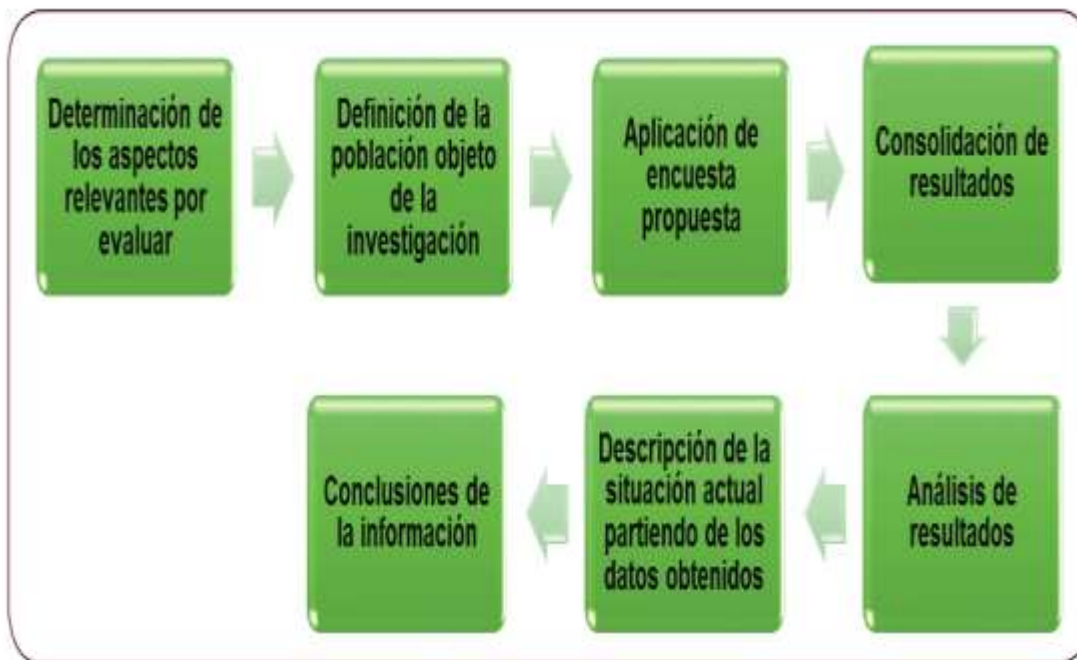 Determinación de
los aspectos
relevantes por
evaluar
Definición de la
población objeto
de la
investigación
Aplicación de
encuesta
propuesta
Consolidación de
resultados
Análisis de
resultados
Descripción de la
situación actual
partiendo de los
datos obtenidos
Conclusiones de
la información